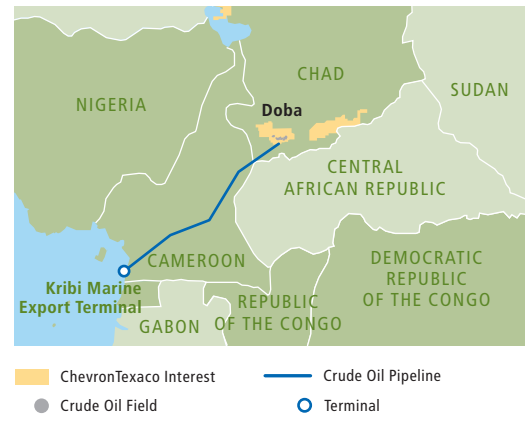 CHAD
SUDAN
NIGERIA
Doba
CENTRAL
AFRICAN REPUBLIC
CAMEROON
DEMOCRATIC
REPUBLIC
OF THE CONGO
Kribi Marine
Export Terminal
REPUBLIC
OF THE CONGO
GABON
ChevronTexaco Interest
Crude Oil Pipeline
Crude Oil Field
Terminal